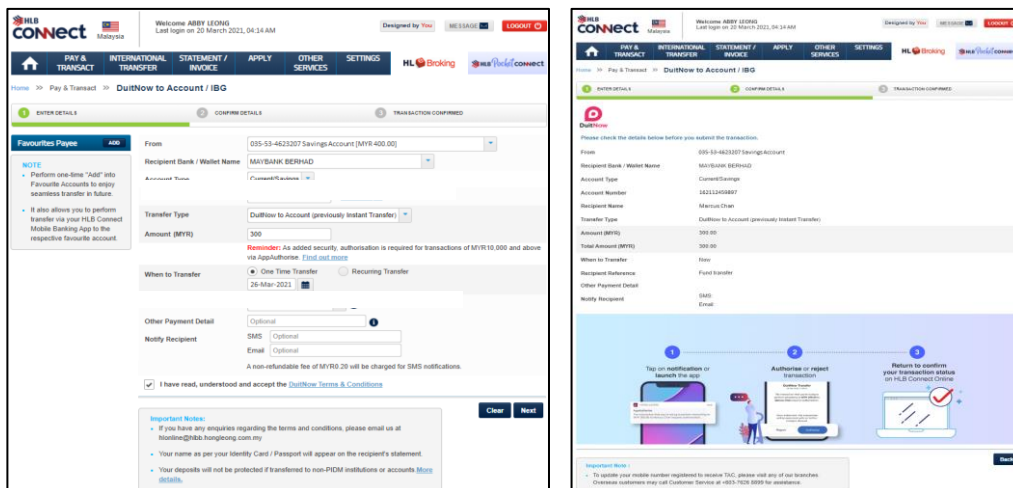 HLB
CONNECT
Malaysia
Welcome ABBY LEONG
Last login on 20 March 2021, 04:14 AM
Designed by You
MESSAGE
LOGOUT
PAY &
TRANSACT
INTERNATIONAL
TRANSFER
STATEMENT /
INVOICE
APPLY
OTHER
SERVICES
SETTINGS
HL Broking
HLB Pocket CONNECT
Home >> Pay & Transact >> DuitNow to Account / IBG
1 ENTER DETAILS
2 CONFIRM DETAILS
3 TRANSACTION CONFIRMED
Favourites Payee ADD
NOTE
Perform one-time "Add" into
Favourite Accounts to enjoy
seamless transfer in future.
It also allows you to perform
transfer via your HLB Connect
Mobile Banking App to the
respective favourite account.
From 035-53-4623207 Savings Account [MYR 400.00]
Recipient Bank / Wallet Name MAYBANK BERHAD
Account Type Current/Savings
Transfer Type DuitNow to Account (previously Instant Transfer)
Amount (MYR) 300
Reminder: As added security, authorisation is required for transactions of MYR10,000 and above
via AppAuthorise. Find out more
When to Transfer One Time Transfer Recurring Transfer
26-Mar-2021
Other Payment Detail Optional
Notify Recipient SMS Optional
Email Optional
A non-refundable fee of MYR0.20 will be charged for SMS notifications.
I have read, understood and accept the DuitNow Terms & Conditions
Clear Next
Important Notes:
If you have any enquiries regarding the terms and conditions, please email us at
hlonline@hlbb.hongleong.com.my
Your name as per your Identity Card / Passport will appear on the recipient's statement.
Your deposits will not be protected if transferred to non-PIDM institutions or accounts.More
details.
HLB
CONNECT
Malaysia
Welcome ABBY LEONG
Last login on 20 March 2021, 04:14 AM
Designed by You
MESSAGE
LOGOUT
PAY &
TRANSACT
INTERNATIONAL
TRANSFER
STATEMENT /
INVOICE
APPLY
OTHER
SERVICES
SETTINGS
HL Broking
HLB Pocket CONNE
Home >> Pay & Transact >> DuitNow to Account / IBG
1 ENTER DETAILS
2 CONFIRM DETAILS
3 TRANSACTION CONFIRMED
DuitNow
Please check the details below before you submit the transaction.
From 035-53-4623207 Savings Account
Recipient Bank / Wallet Name MAYBANK BERHAD
Account Type Current/Savings
Account Number 162112459897
Recipient Name Marcus Chan
Transfer Type DuitNow to Account (previously Instant Transfer)
Amount (MYR) 300.00
Total Amount (MYR) 300.00
When to Transfer Now
Recipient Reference Fund transfer
Other Payment Detail
Notify Recipient SMS
Email
1
Tap on notification or
launch the app
2
Authorise or reject
transaction
3
Return to confirm
your transaction status
on HLB Connect Online
Back
Important Note :
To update your mobile number registered to receive TAC, please visit any of our branches.
Overseas customers may call Customer Service at +603-7626 8899 for assistance.